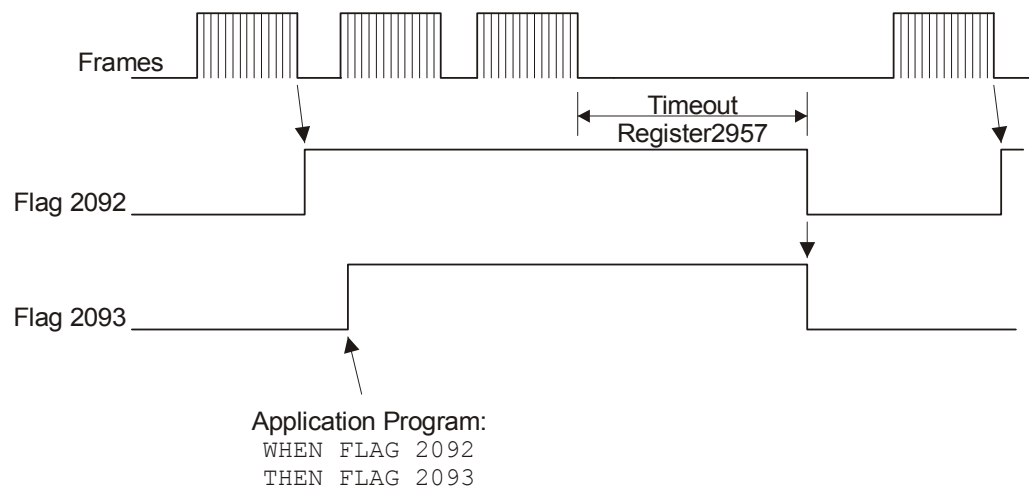 Frames
Timeout
Register2957
Flag 2092
Flag 2093
Application Program:
WHEN FLAG 2092
THEN FLAG 2093